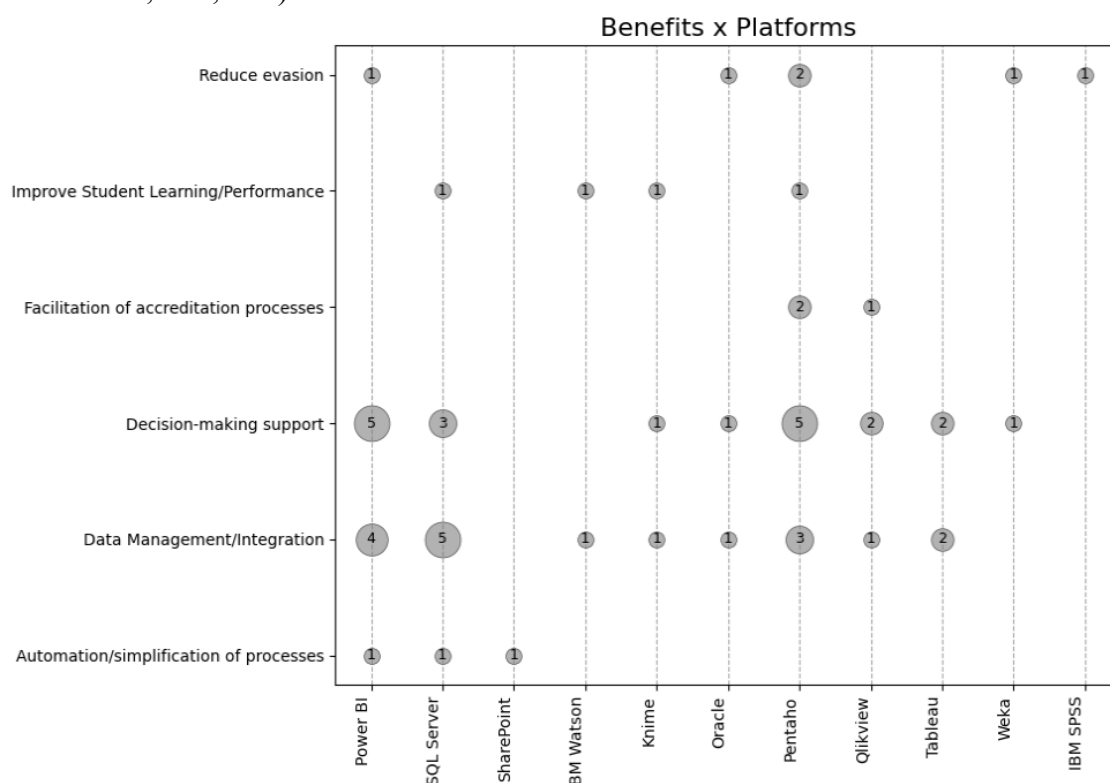 Benefits x Platforms
Reduce evasion 1 1 2 1 1
Improve Student Learning/Performance 1 1 1 1
Facilitation of accreditation processes 2 1
Decision-making support 5 3 1 1 5 2 2 1
Data Management/Integration 4 5 1 1 1 3 1 2
Automation/simplification of processes 1 1 1
Power BI
SQL Server
SharePoint
BM Watson
Knime
Oracle
Pentaho
Qlikview
Tableau
Weka
IBM SPSS